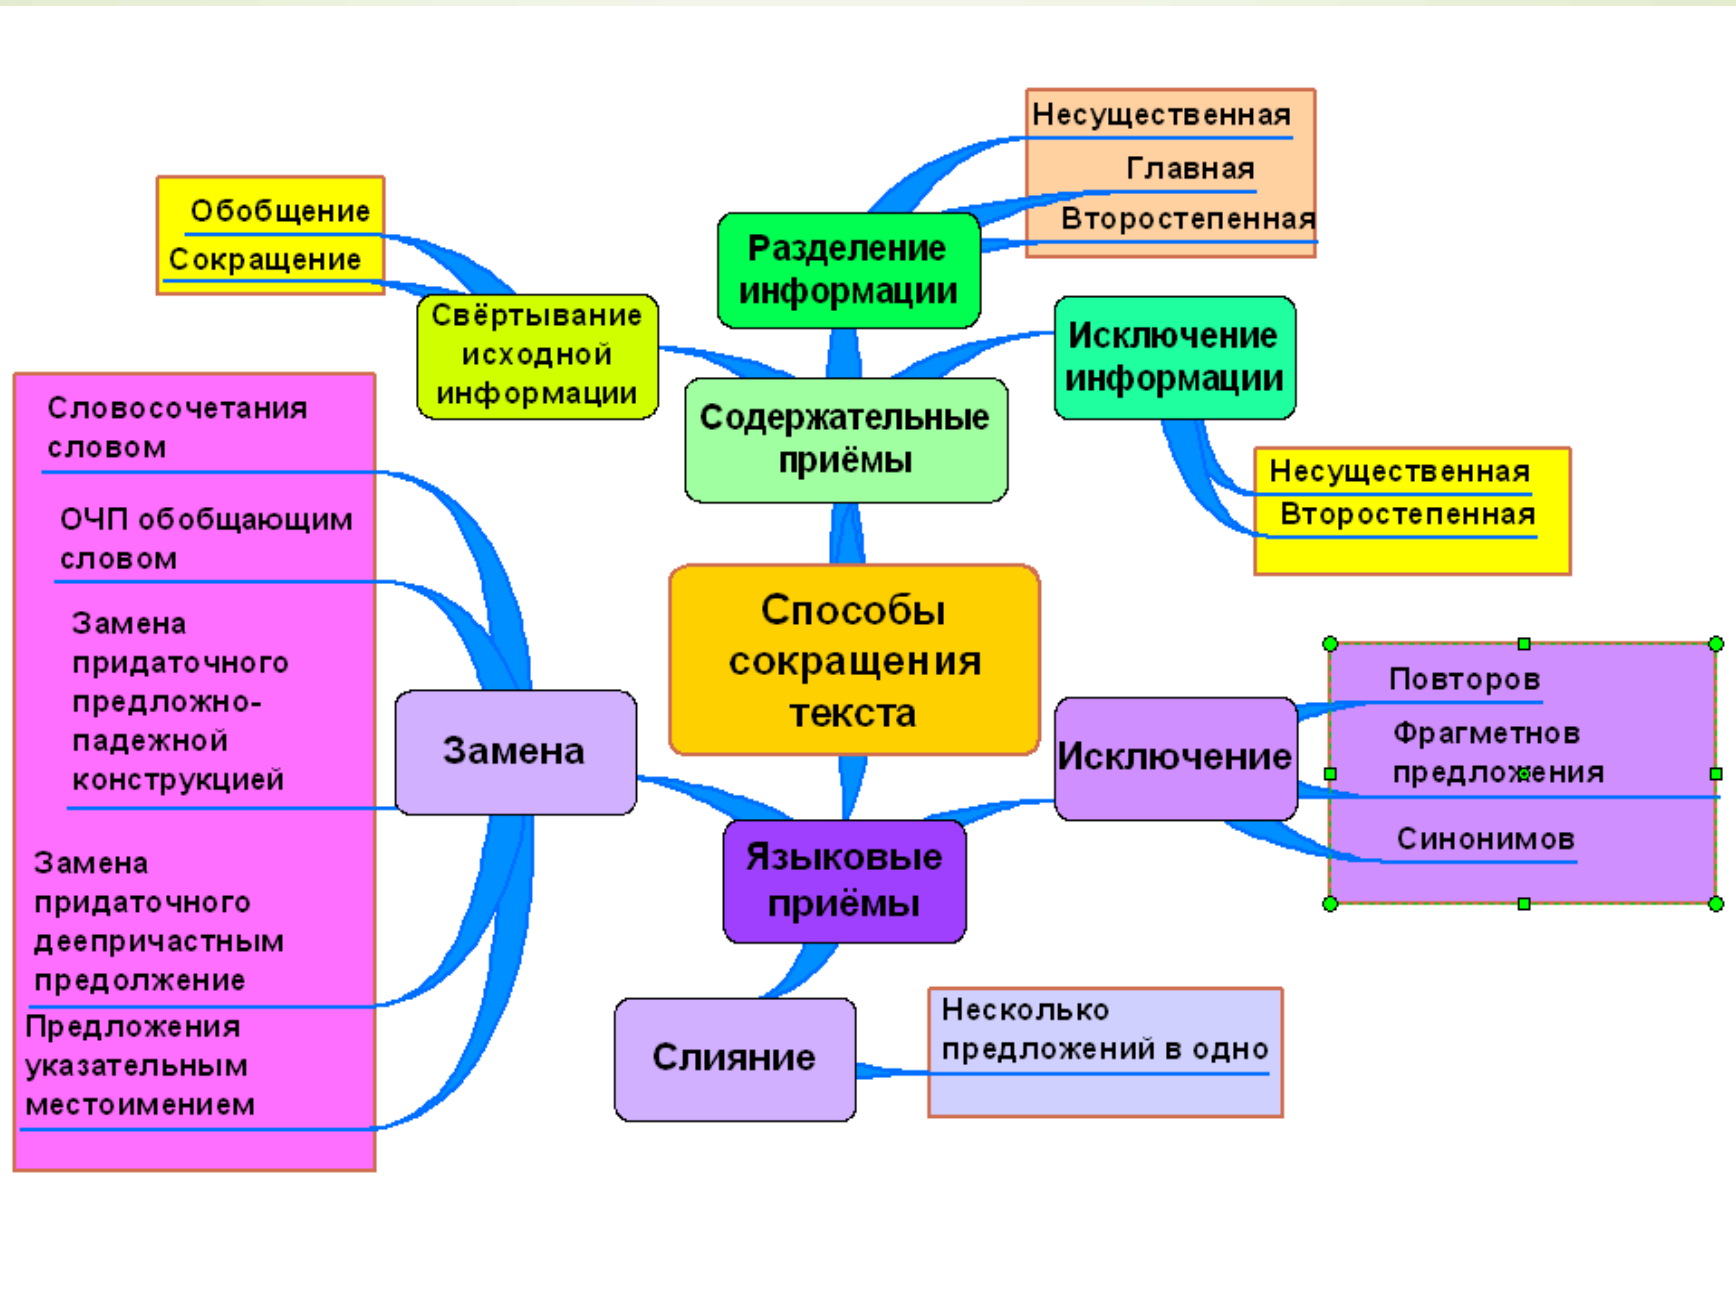 Несущественная
Главная
Второстепенная
Обобщение
Сокращение
Разделение
информации
Свёртывание
исходной
информации
Исключение
информации
Содержательные
приёмы
Несущественная
Второстепенная
Словосочетания
словом
ОЧП обобщающим
словом
Замена
придаточного
предложно-
падежной
конструкцией
Замена
придаточного
деепричастным
предолжение
Предложения
указательным
местоимением
Способы
сокращения
текста
Замена
Исключение
Повторов
Фрагметнов
предложения
Синонимов
Языковые
приёмы
Слияние
Несколько
предложений в одно